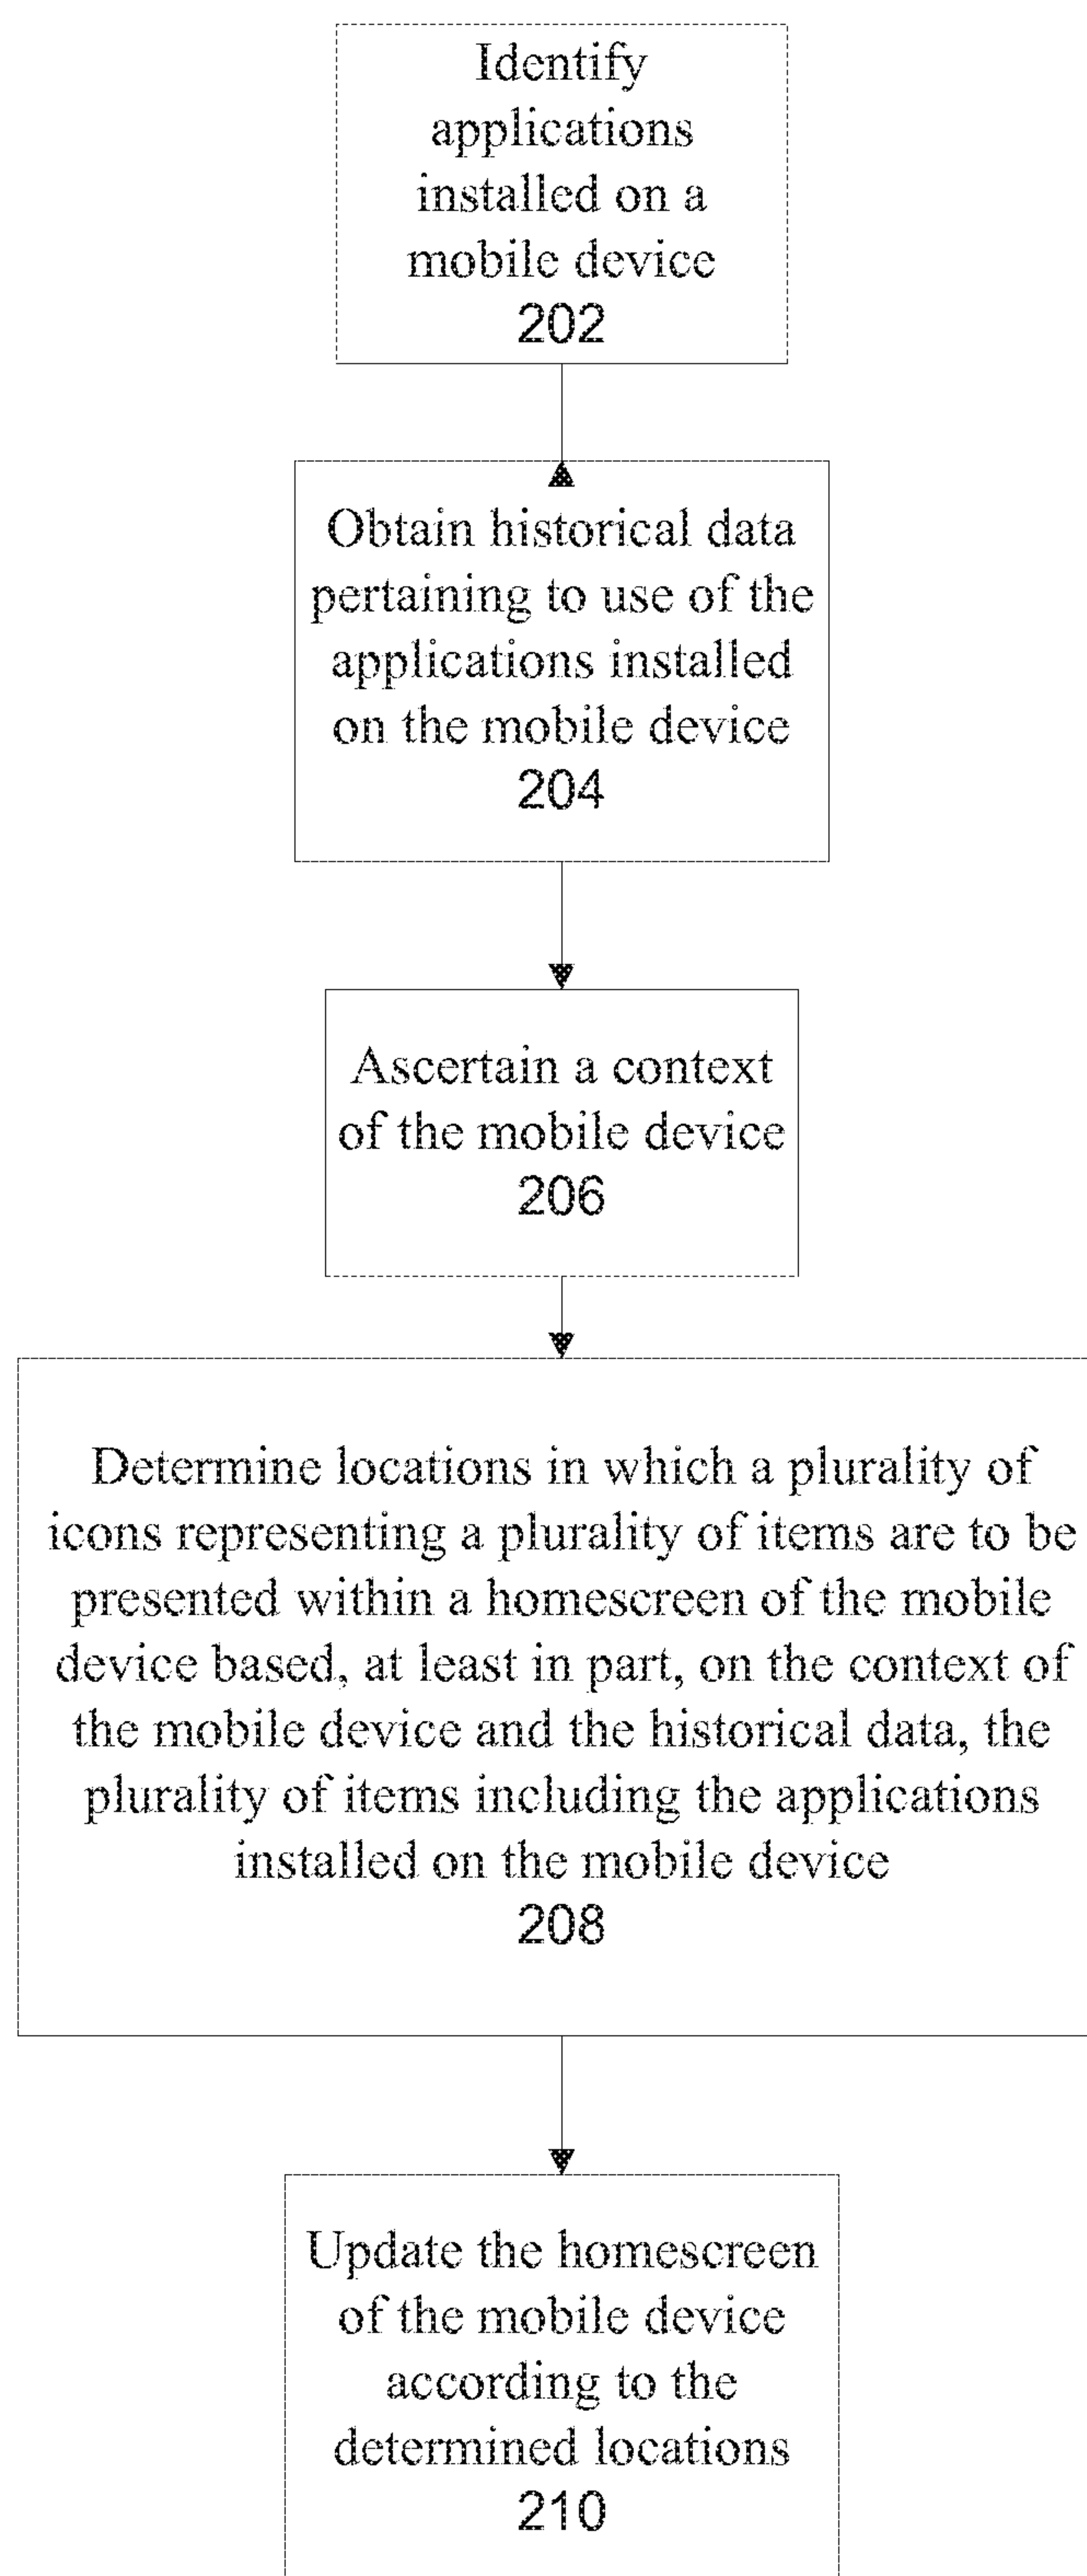 Identify
applications
installed on a
mobile device
202
Obtain historical data
pertaining to use of the
applications installed
on the mobile device
204
Ascertain a context
of the mobile device
206
Determine locations in which a plurality of
icons representing a plurality of items are to be
presented within a homescreen of the mobile
device based, at least in part, on the context of
the mobile device and the historical data, the
plurality of items including the applications
installed on the mobile device
208
Update the homescreen
of the mobile device
according to the
determined locations
210